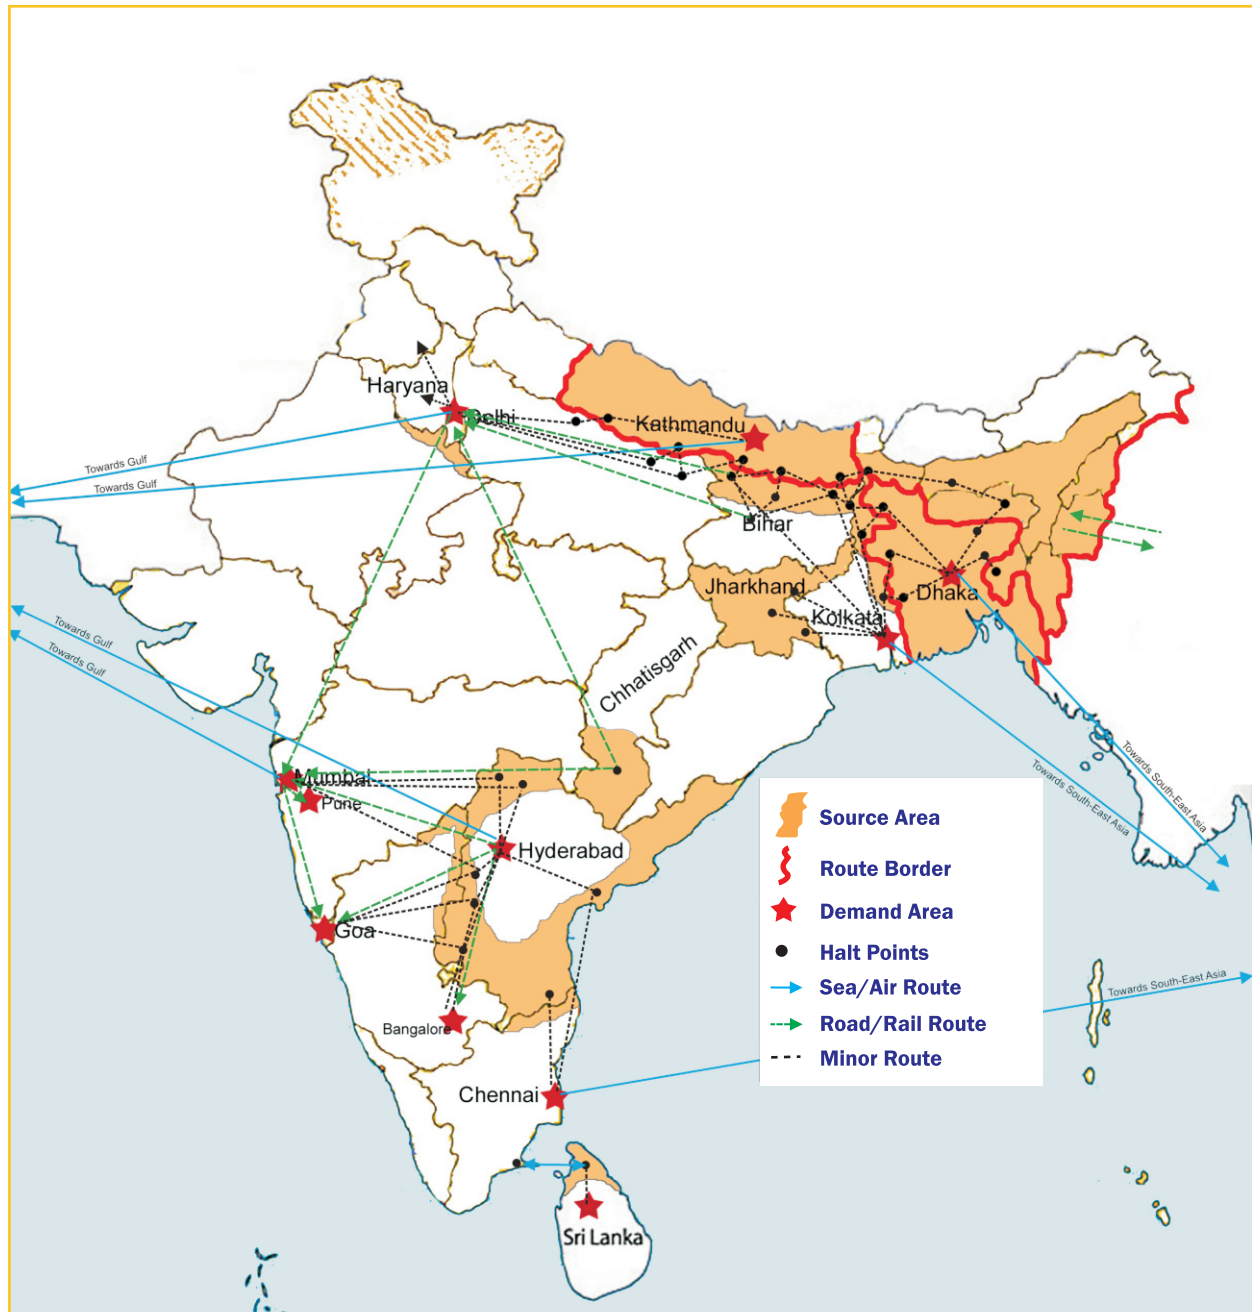 Haryana
Delhi
Kathmandu
Towards Gulf
Towards Gulf
Bihar
Jharkhand
Dhaka
Kolkata
Towards Gulf
Towards Gulf
Chhatisgarh
Mumbai
Pune
Hyderabad
Goa
Bangalore
Chennai
Sri Lanka
Towards South-East Asia
Towards South-East Asia
Towards South-East Asia
Source Area
Route Border
Demand Area
Halt Points
Sea/Air Route
Road/Rail Route
Minor Route